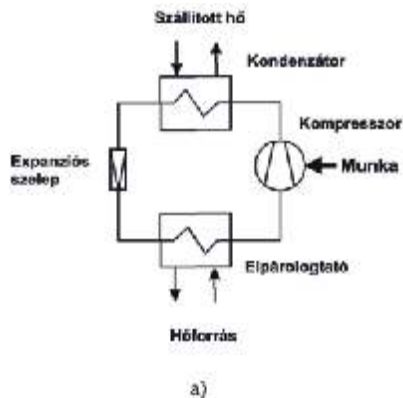 Szállított hő
Kondenzátor
Kompresszor
Expanziós
szelep
Munka
Elpárologtató
Hőforrás
a)